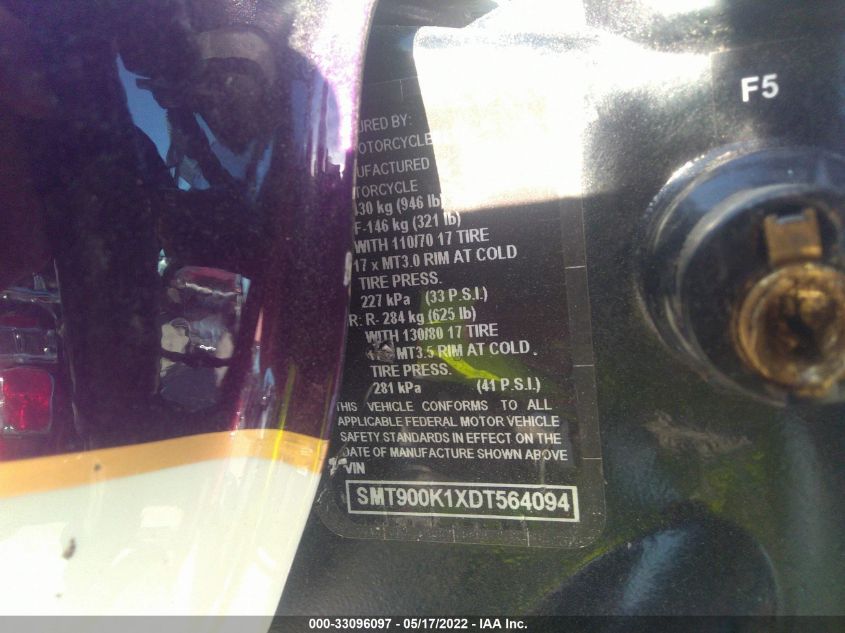 F5
URED BY:
OTORCYCLE
UFACTURED
TORCYCLE
430 kg (946 lb)
F-146 kg (321 lb)
WITH 110/70 17 TIRE
17 x MT3.0 RIM AT COLD
TIRE PRESS.
227 kPa (33 P.S.I.)
R: R- 284 kg (625 lb)
WITH 130/80 17 TIRE
MT3.5 RIM AT COLD
TIRE PRESS.
281 kPa (41 P.S.I.)
THIS VEHICLE CONFORMS TO ALL
APPLICABLE FEDERAL MOTOR VEHICLE
SAFETY STANDARDS IN EFFECT ON THE
DATE OF MANUFACTURE SHOWN ABOVE
VIN
SMT900K1XDT564094
000-33096097 - 05/17/2022 - IAA Inc.